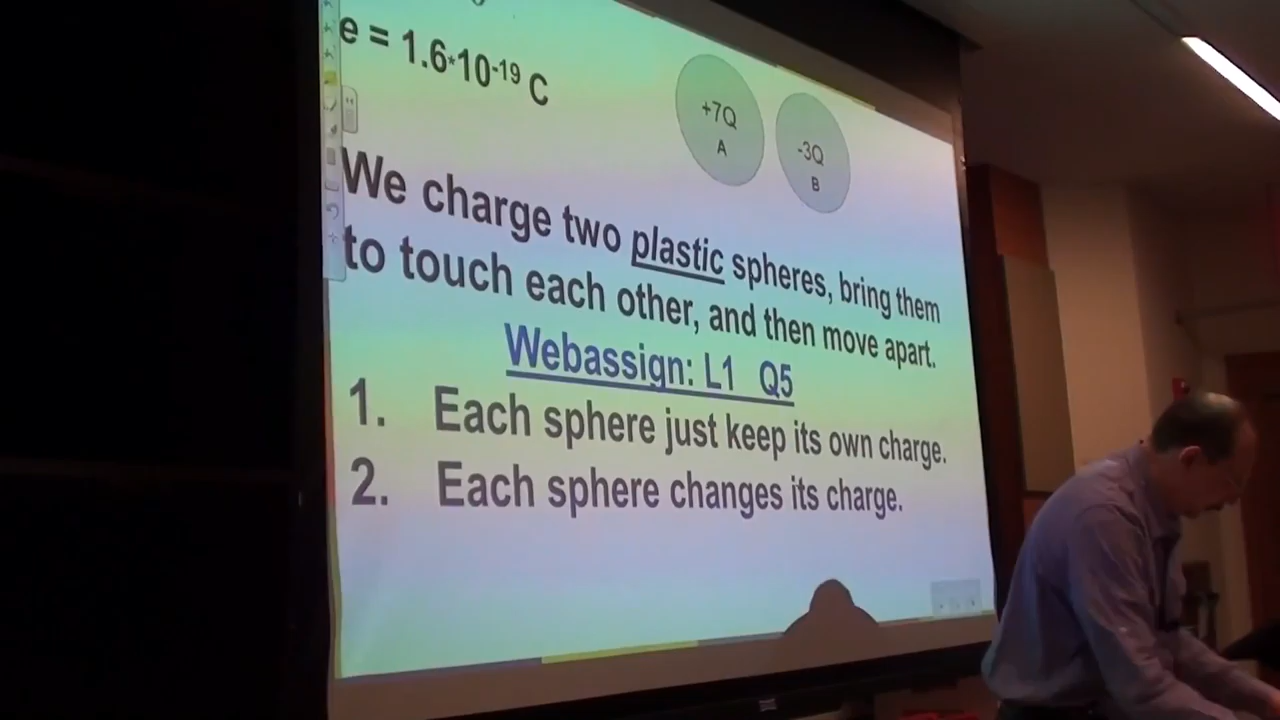 e = 1.6*10-19 C
+7Q
A
-3Q
B
We charge two plastic spheres, bring them
to touch each other, and then move apart.
Webassign: L1 Q5
1. Each sphere just keep its own charge.
2. Each sphere changes its charge.